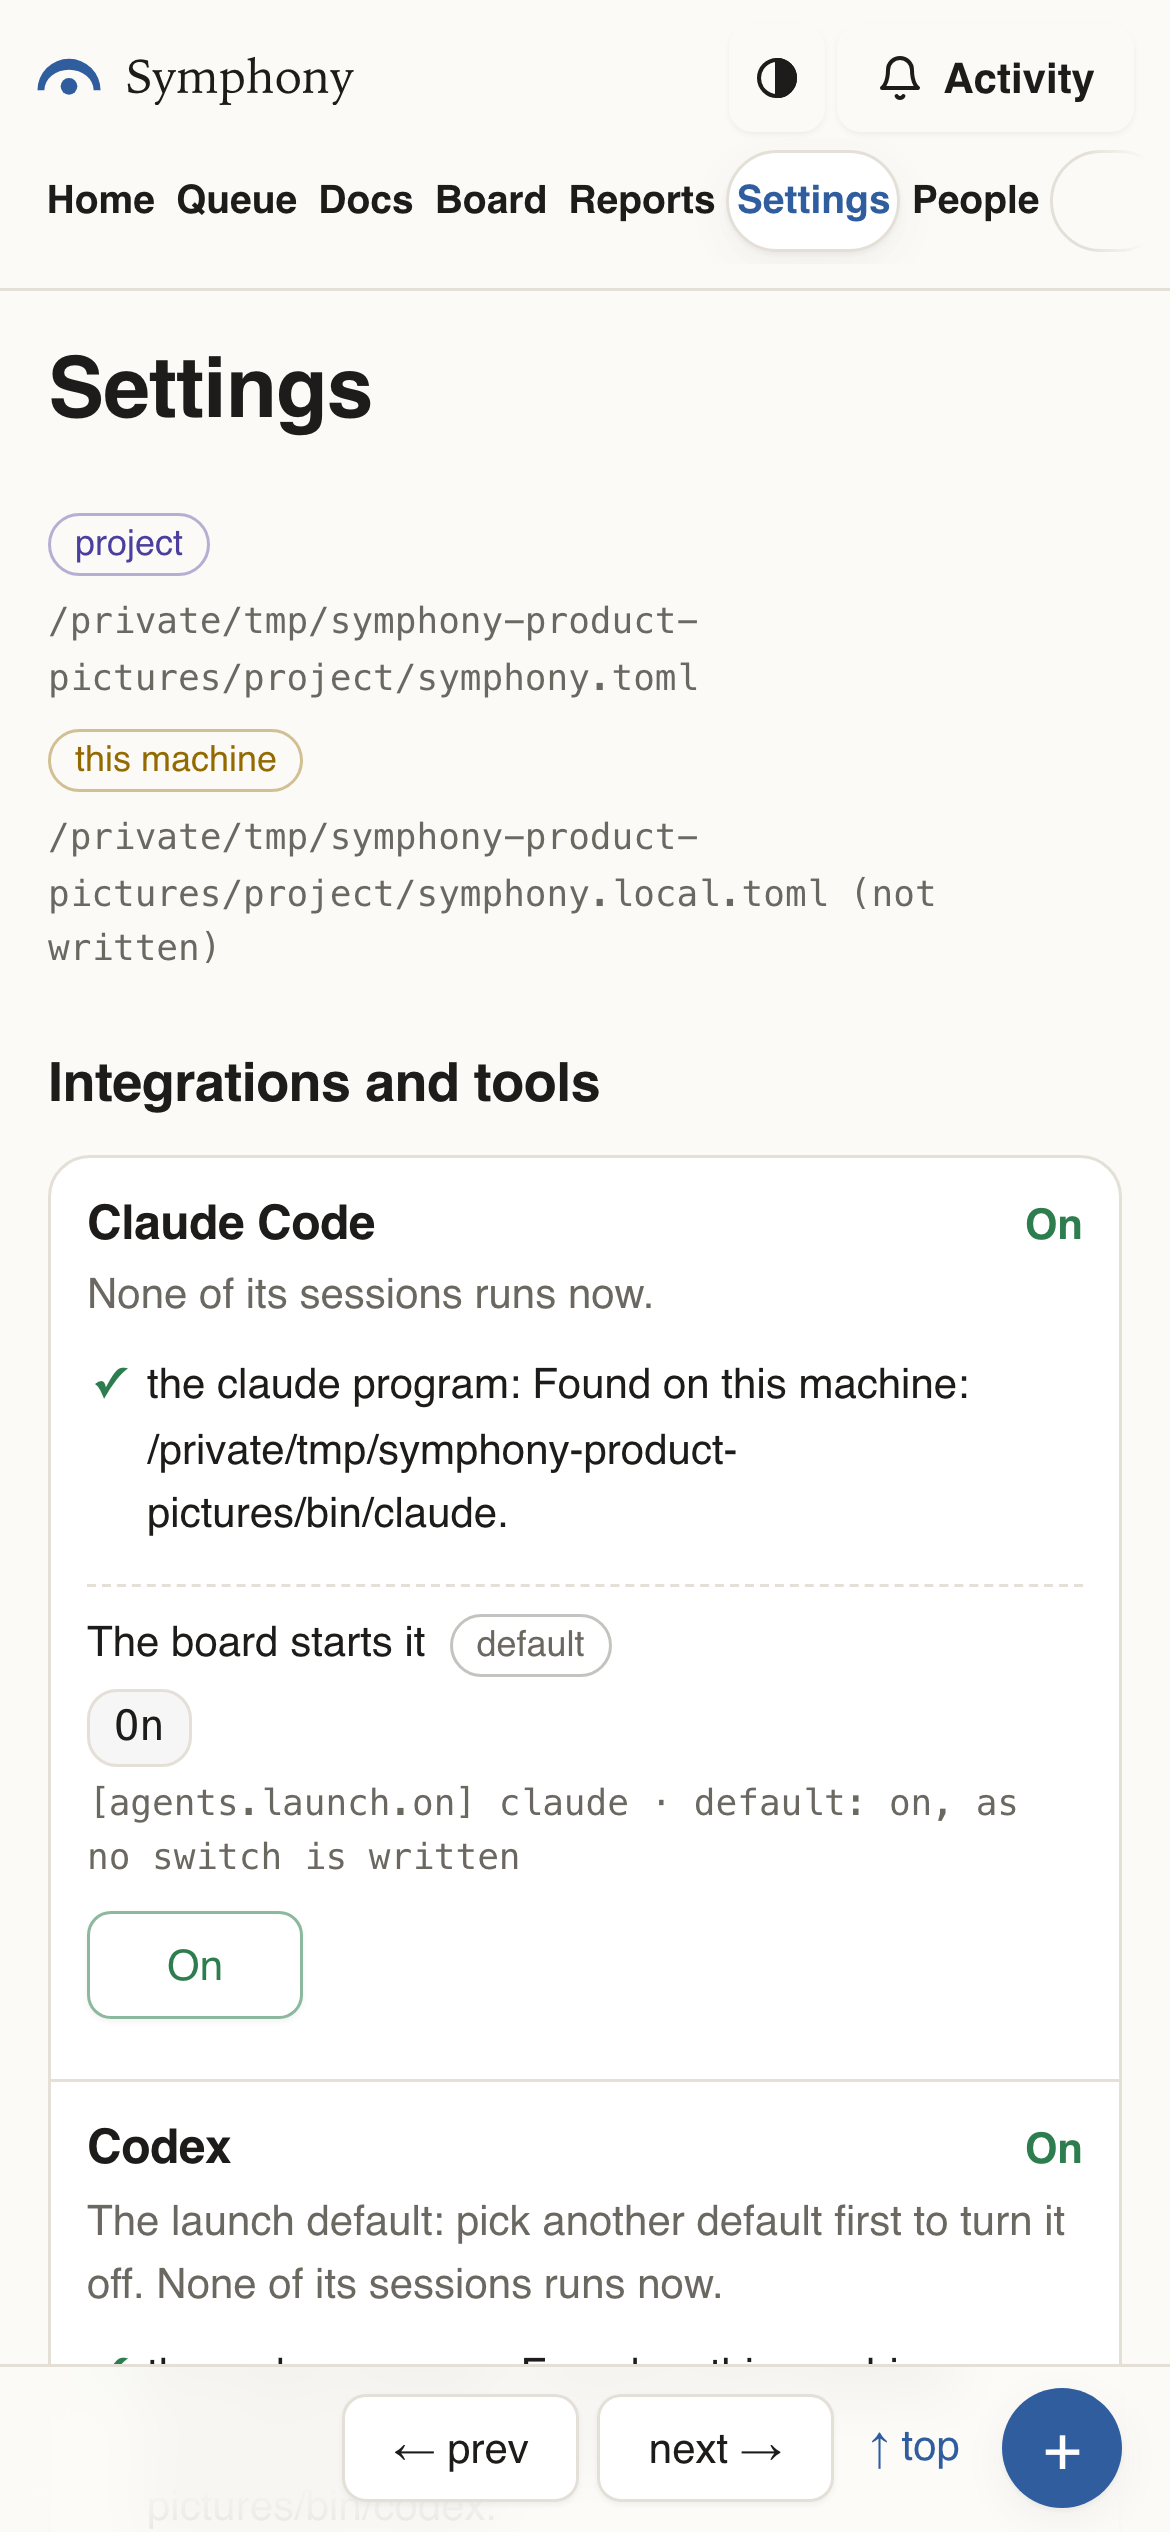 Symphony
Activity
Home Queue Docs Board Reports Settings People
Settings
project
/private/tmp/symphony-product-
pictures/project/symphony.toml
this machine
/private/tmp/symphony-product-
pictures/project/symphony.local.toml (not
written)
Integrations and tools
Claude Code On
None of its sessions runs now.
✓ the claude program: Found on this machine:
/private/tmp/symphony-product-
pictures/bin/claude.
The board starts it default
On
[agents.launch.on] claude · default: on, as
no switch is written
On
Codex On
The launch default: pick another default first to turn it
off. None of its sessions runs now.
← prev next → ↑ top +
pictures/bin/codex.